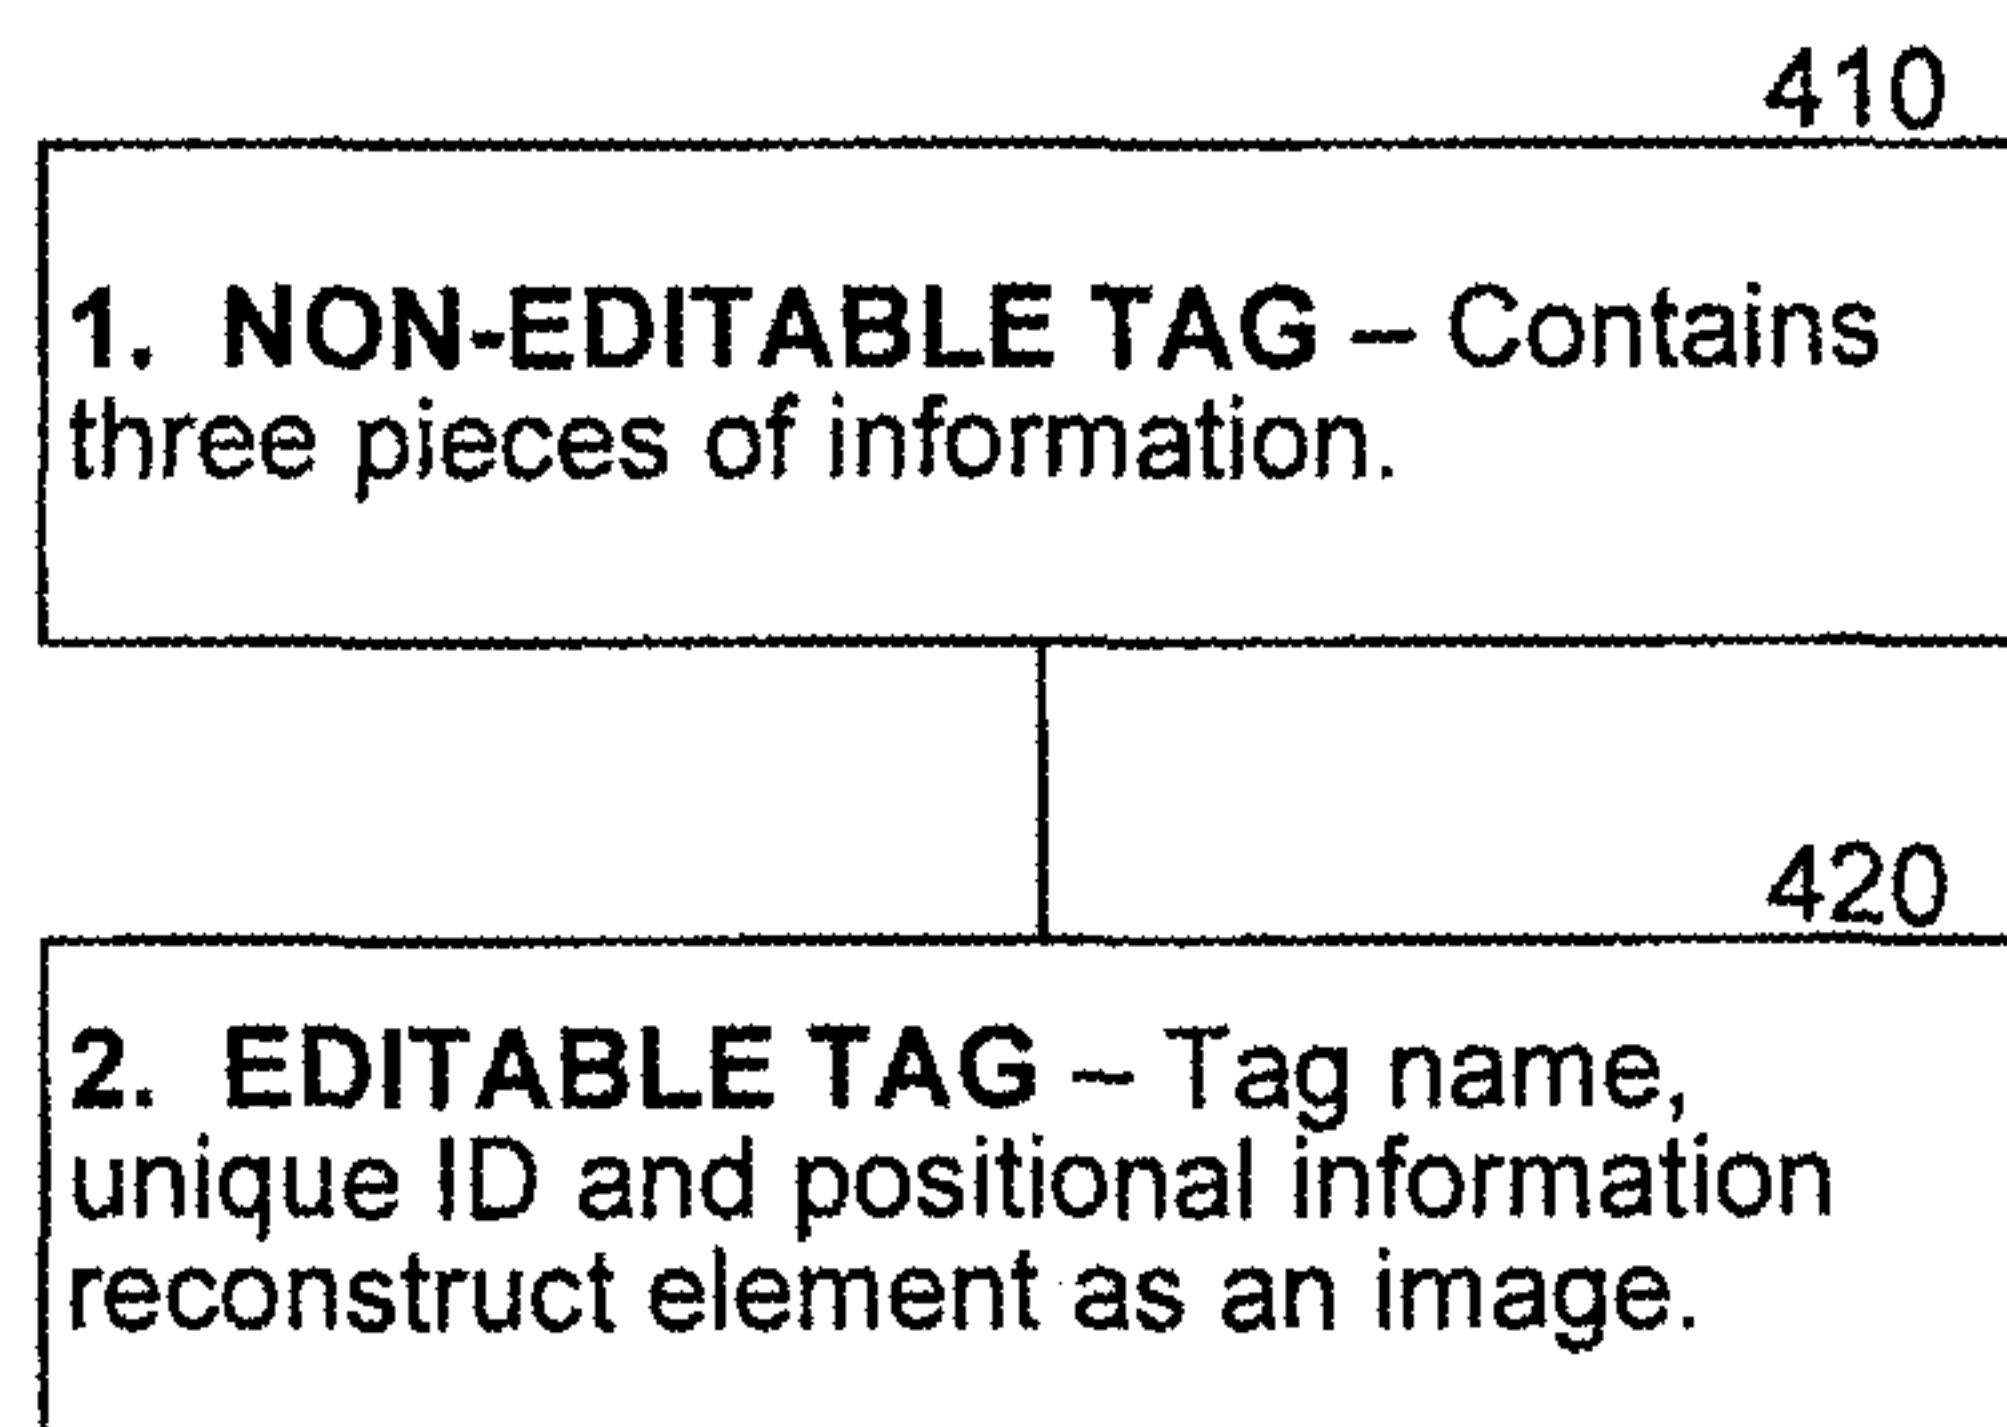 410
1. NON-EDITABLE TAG – Contains
three pieces of information.
420
2. EDITABLE TAG – Tag name,
unique ID and positional information
reconstruct element as an image.